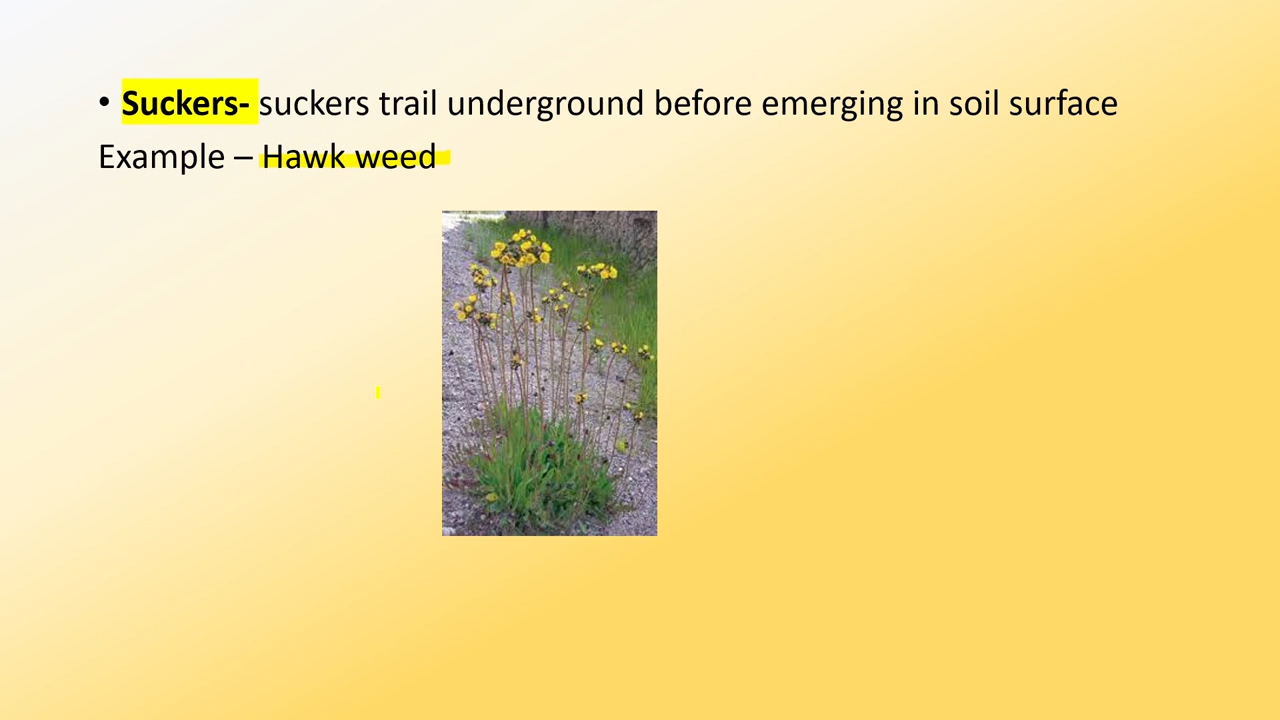 • Suckers- suckers trail underground before emerging in soil surface
Example – Hawk weed